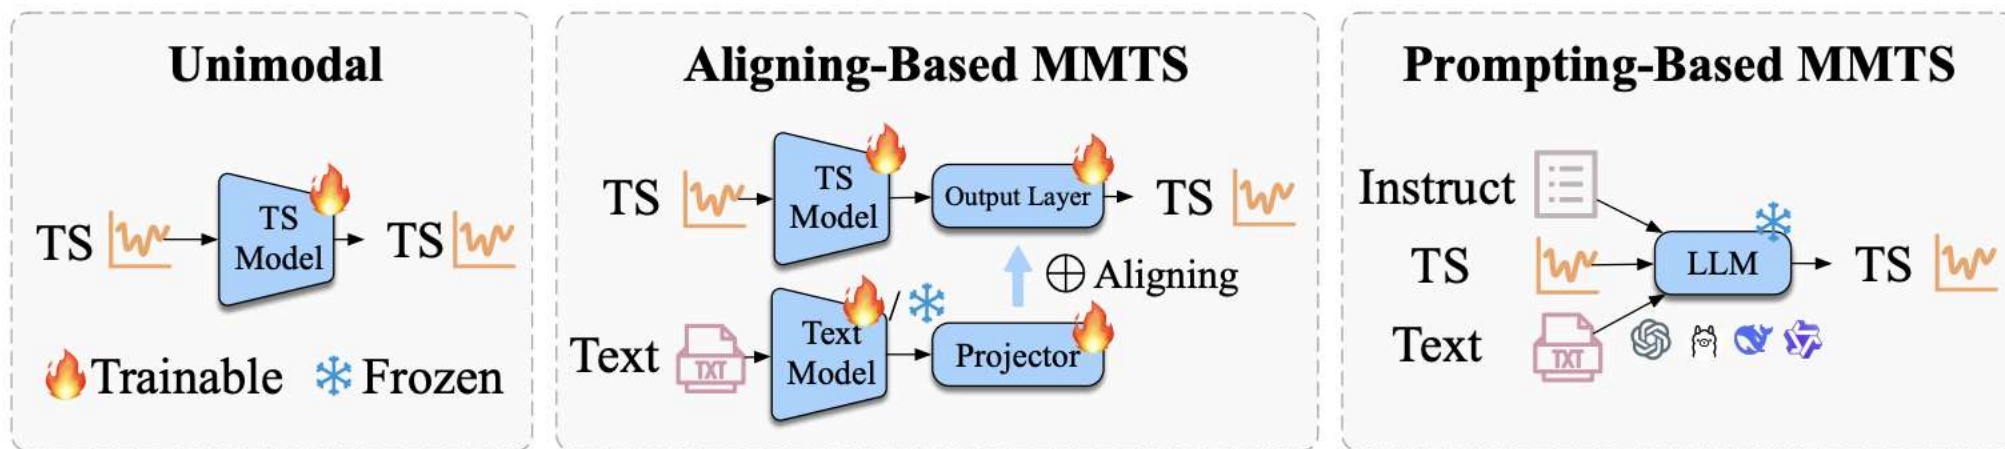 Unimodal
TS
TS
Model
TS
Trainable
Frozen
Aligning-Based MMTS
TS
TS
Model
Output Layer
TS
⊕ Aligning
Text
TXT
Text
Model
/
Projector
Prompting-Based MMTS
Instruct
TS
LLM
TS
Text
TXT